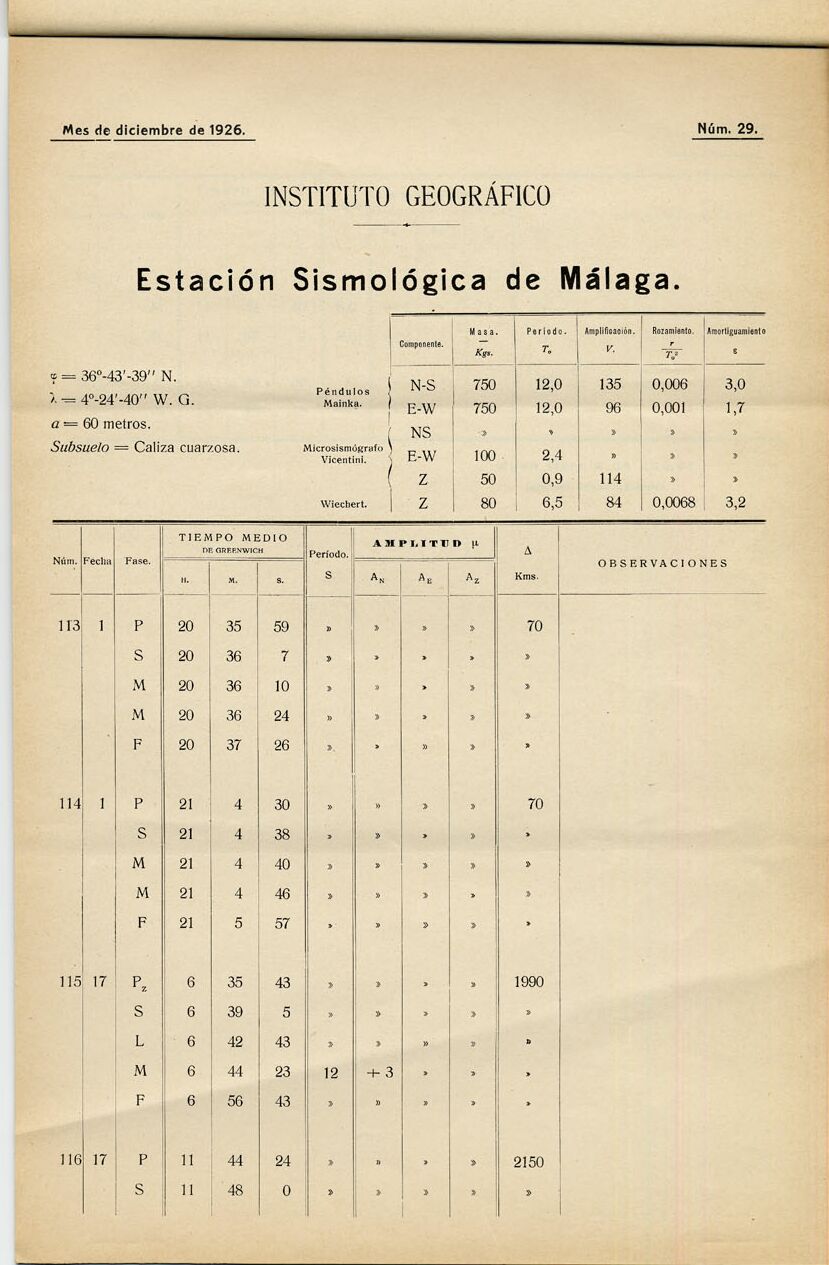 Mes de diciembre de 1926. Núm. 29.
INSTITUTO GEOGRÁFICO
Estación Sismológica de Málaga.
φ = 36º-43'-39'' N.
λ = 4º-24'-40'' W. G.
a = 60 metros.
Subsuelo = Caliza cuarzosa.
Componente. Masa. Kgs. Período. T₀ Amplificación. V. Rozamiento. r/T₀² Amortiguamiento ε
Péndulos Mainka. N-S 750 12,0 135 0,006 3,0
E-W 750 12,0 96 0,001 1,7
Microsismógrafo Vicentini. NS » » » » »
E-W 100 2,4 » » »
Z 50 0,9 114 » »
Wiechert. Z 80 6,5 84 0,0068 3,2
Núm. Fecha Fase. TIEMPO MEDIO DE GREENWICH Período. AMPLITUD μ Δ OBSERVACIONES
H. M. S. S A_N A_E A_Z Kms.
113 1 P 20 35 59 » » » » 70
S 20 36 7 » » » » »
M 20 36 10 » » » » »
M 20 36 24 » » » » »
F 20 37 26 » » » » »
114 1 P 21 4 30 » » » » 70
S 21 4 38 » » » » »
M 21 4 40 » » » » »
M 21 4 46 » » » » »
F 21 5 57 » » » » »
115 17 P_z 6 35 43 » » » » 1990
S 6 39 5 » » » » »
L 6 42 43 » » » » »
M 6 44 23 12 + 3 » » »
F 6 56 43 » » » » »
116 17 P 11 44 24 » » » » 2150
S 11 48 0 » » » » »